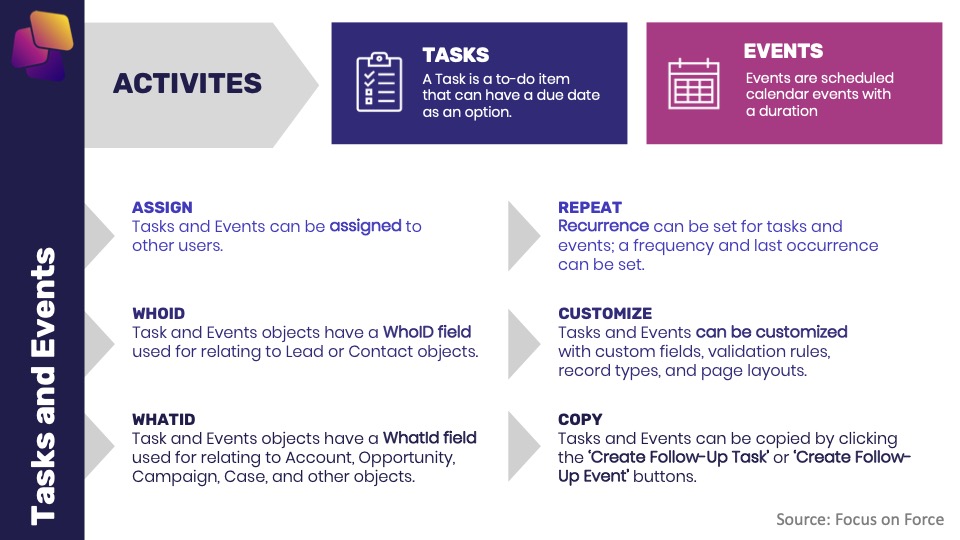 ACTIVITES
TASKS
A Task is a to-do item
that can have a due date
as an option.
EVENTS
Events are scheduled
calendar events with
a duration
Tasks and Events
ASSIGN
Tasks and Events can be assigned to
other users.
REPEAT
Recurrence can be set for tasks and
events; a frequency and last occurrence
can be set.
WHOID
Task and Events objects have a WhoID field
used for relating to Lead or Contact objects.
CUSTOMIZE
Tasks and Events can be customized
with custom fields, validation rules,
record types, and page layouts.
WHATID
Task and Events objects have a WhatId field
used for relating to Account, Opportunity,
Campaign, Case, and other objects.
COPY
Tasks and Events can be copied by clicking
the ‘Create Follow-Up Task’ or ‘Create Follow-
Up Event’ buttons.
Source: Focus on Force